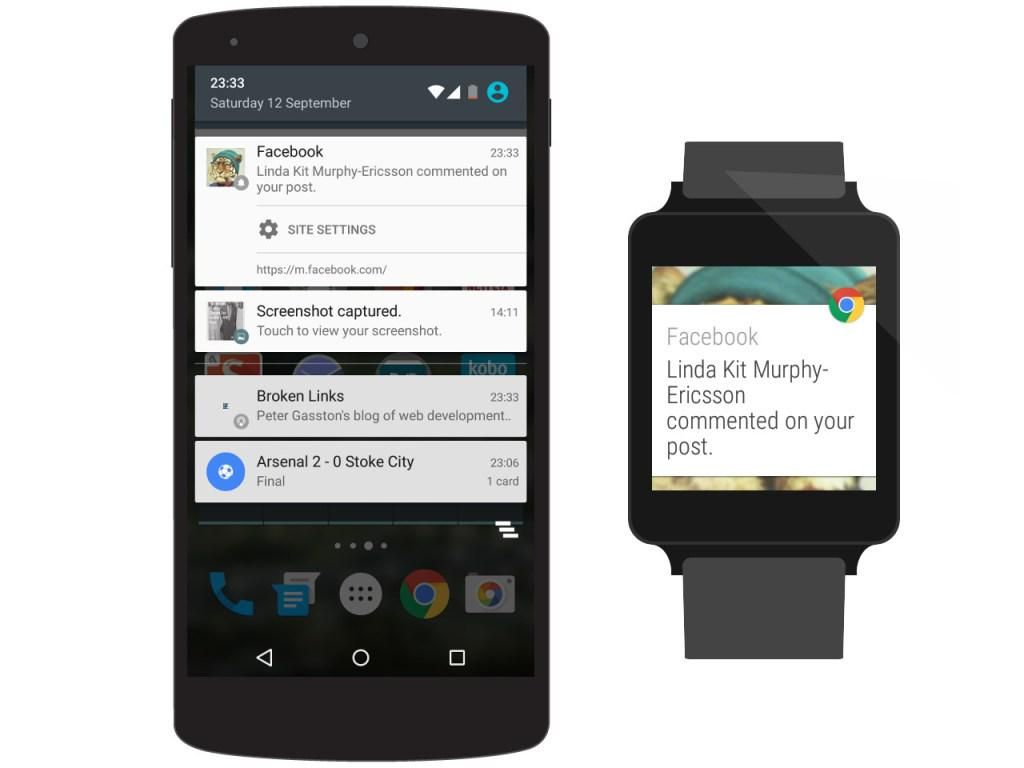 23:33
Saturday 12 September
Facebook 23:33
Linda Kit Murphy-Ericsson commented on
your post.
SITE SETTINGS
https://m.facebook.com/
Screenshot captured. 14:11
Touch to view your screenshot.
kobo
Broken Links 23:33
Peter Gasston's blog of web development..
Arsenal 2 - 0 Stoke City 23:06
Final 1 card
Facebook
Linda Kit Murphy-
Ericsson
commented on your
post.